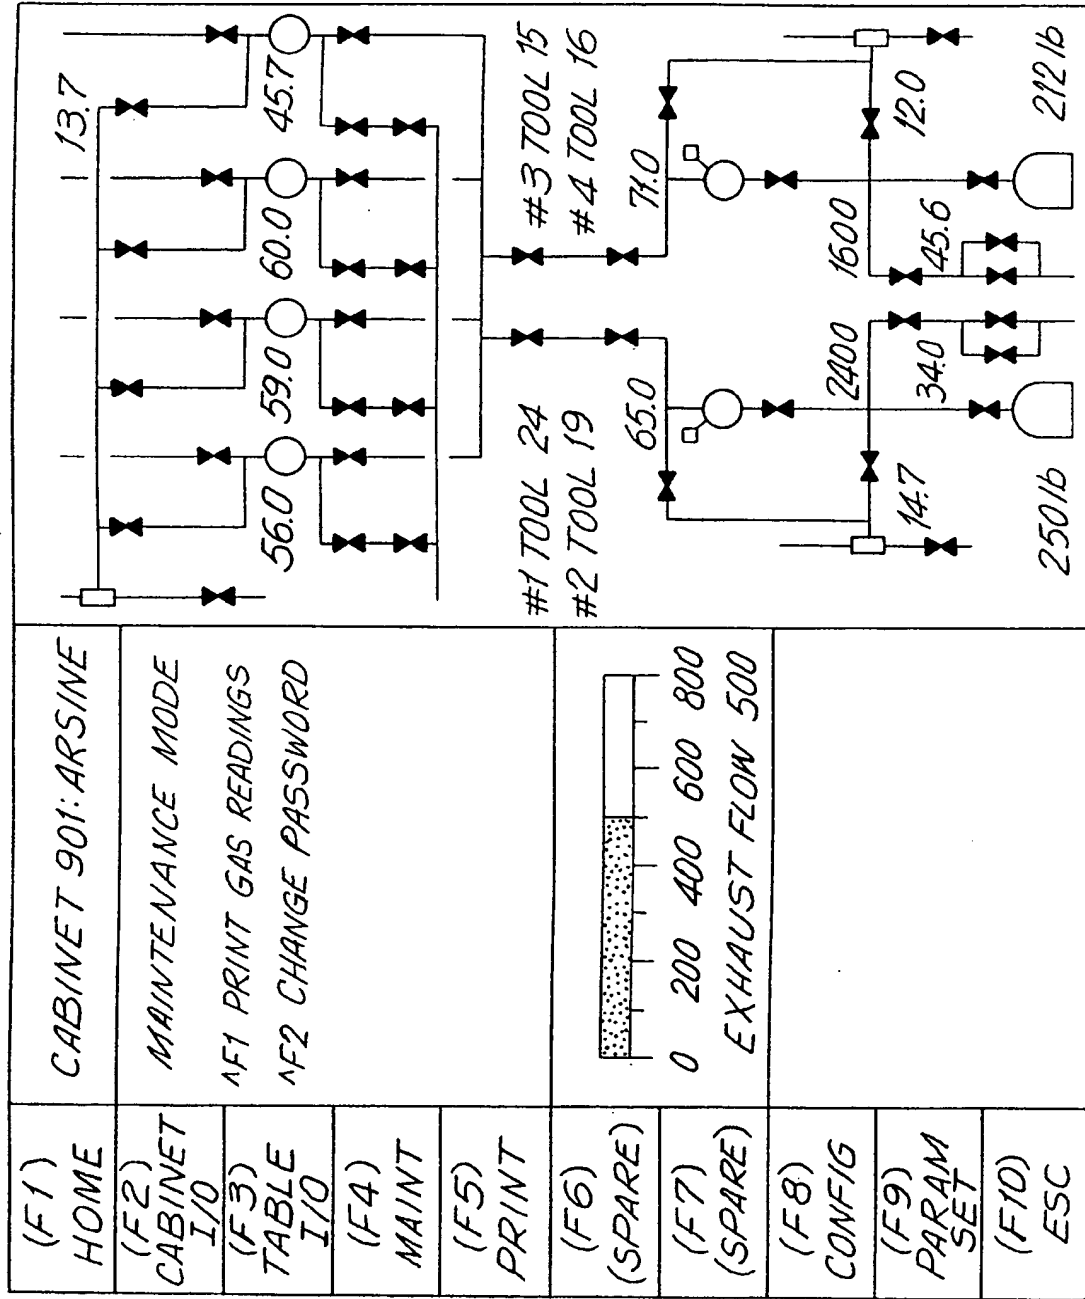 (F1)
HOME
(F2)
CABINET
I/O
(F3)
TABLE
I/O
(F4)
MAINT
(F5)
PRINT
(F6)
(SPARE)
(F7)
(SPARE)
(F8)
CONFIG
(F9)
PARAM
SET
(F10)
ESC
CABINET 901: ARSINE
MAINTENANCE MODE
^F1 PRINT GAS READINGS
^F2 CHANGE PASSWORD
0 200 400 600 800
EXHAUST FLOW 500
13.7
56.0 59.0 60.0 45.7
#1 TOOL 24
#2 TOOL 19
#3 TOOL 15
#4 TOOL 16
65.0 71.0
2400 1600
14.7 34.0 45.6 12.0
250 lb 212 lb